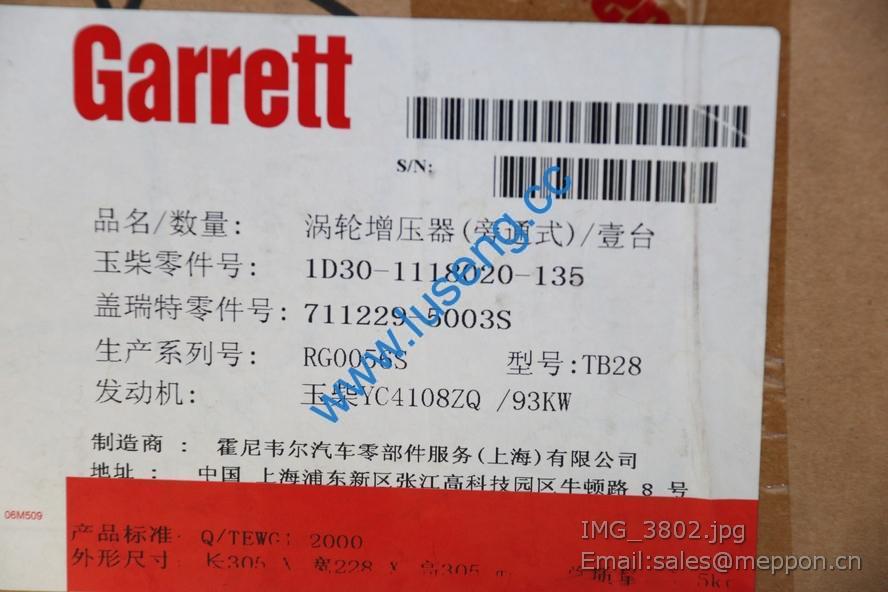 Garrett
S/N:
品名/数量: 涡轮增压器(旁通式)/壹台
玉柴零件号: 1D30-1118020-135
盖瑞特零件号: 711229-5003S
生产系列号: RG0056S 型号:TB28
发动机: 玉柴YC4108ZQ /93KW
制造商 : 霍尼韦尔汽车零部件服务(上海)有限公司
地址 : 中国 上海浦东新区张江高科技园区牛顿路 8 号
06M509
产品标准: Q/TEWG1 2000
外形尺寸: 长305 X 宽228 X 高305
www.luseng.cc
IMG_3802.jpg
Email:sales@meppon.cn